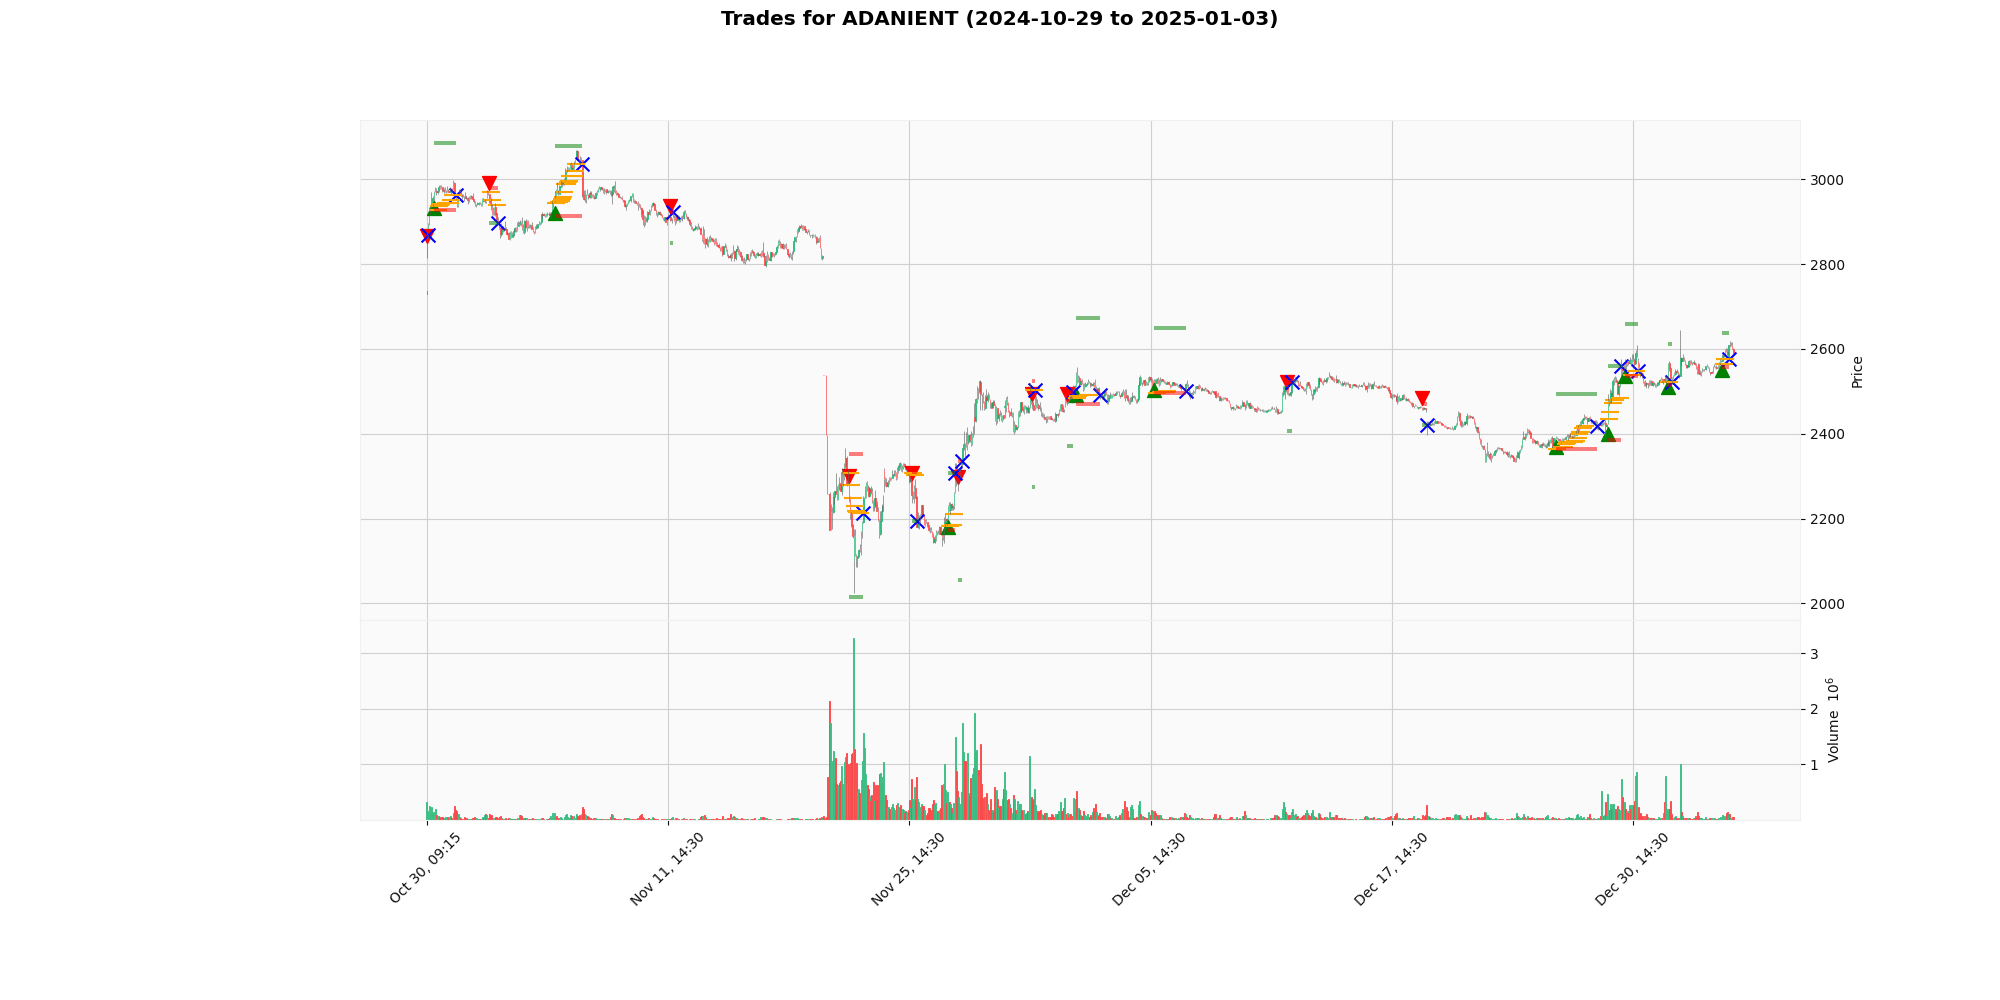 Trades for ADANIENT (2024-10-29 to 2025-01-03)
3000
2800
2600
2400
2200
2000
Price
3
2
1
Volume 10^6
Oct 30, 09:15
Nov 11, 14:30
Nov 25, 14:30
Dec 05, 14:30
Dec 17, 14:30
Dec 30, 14:30